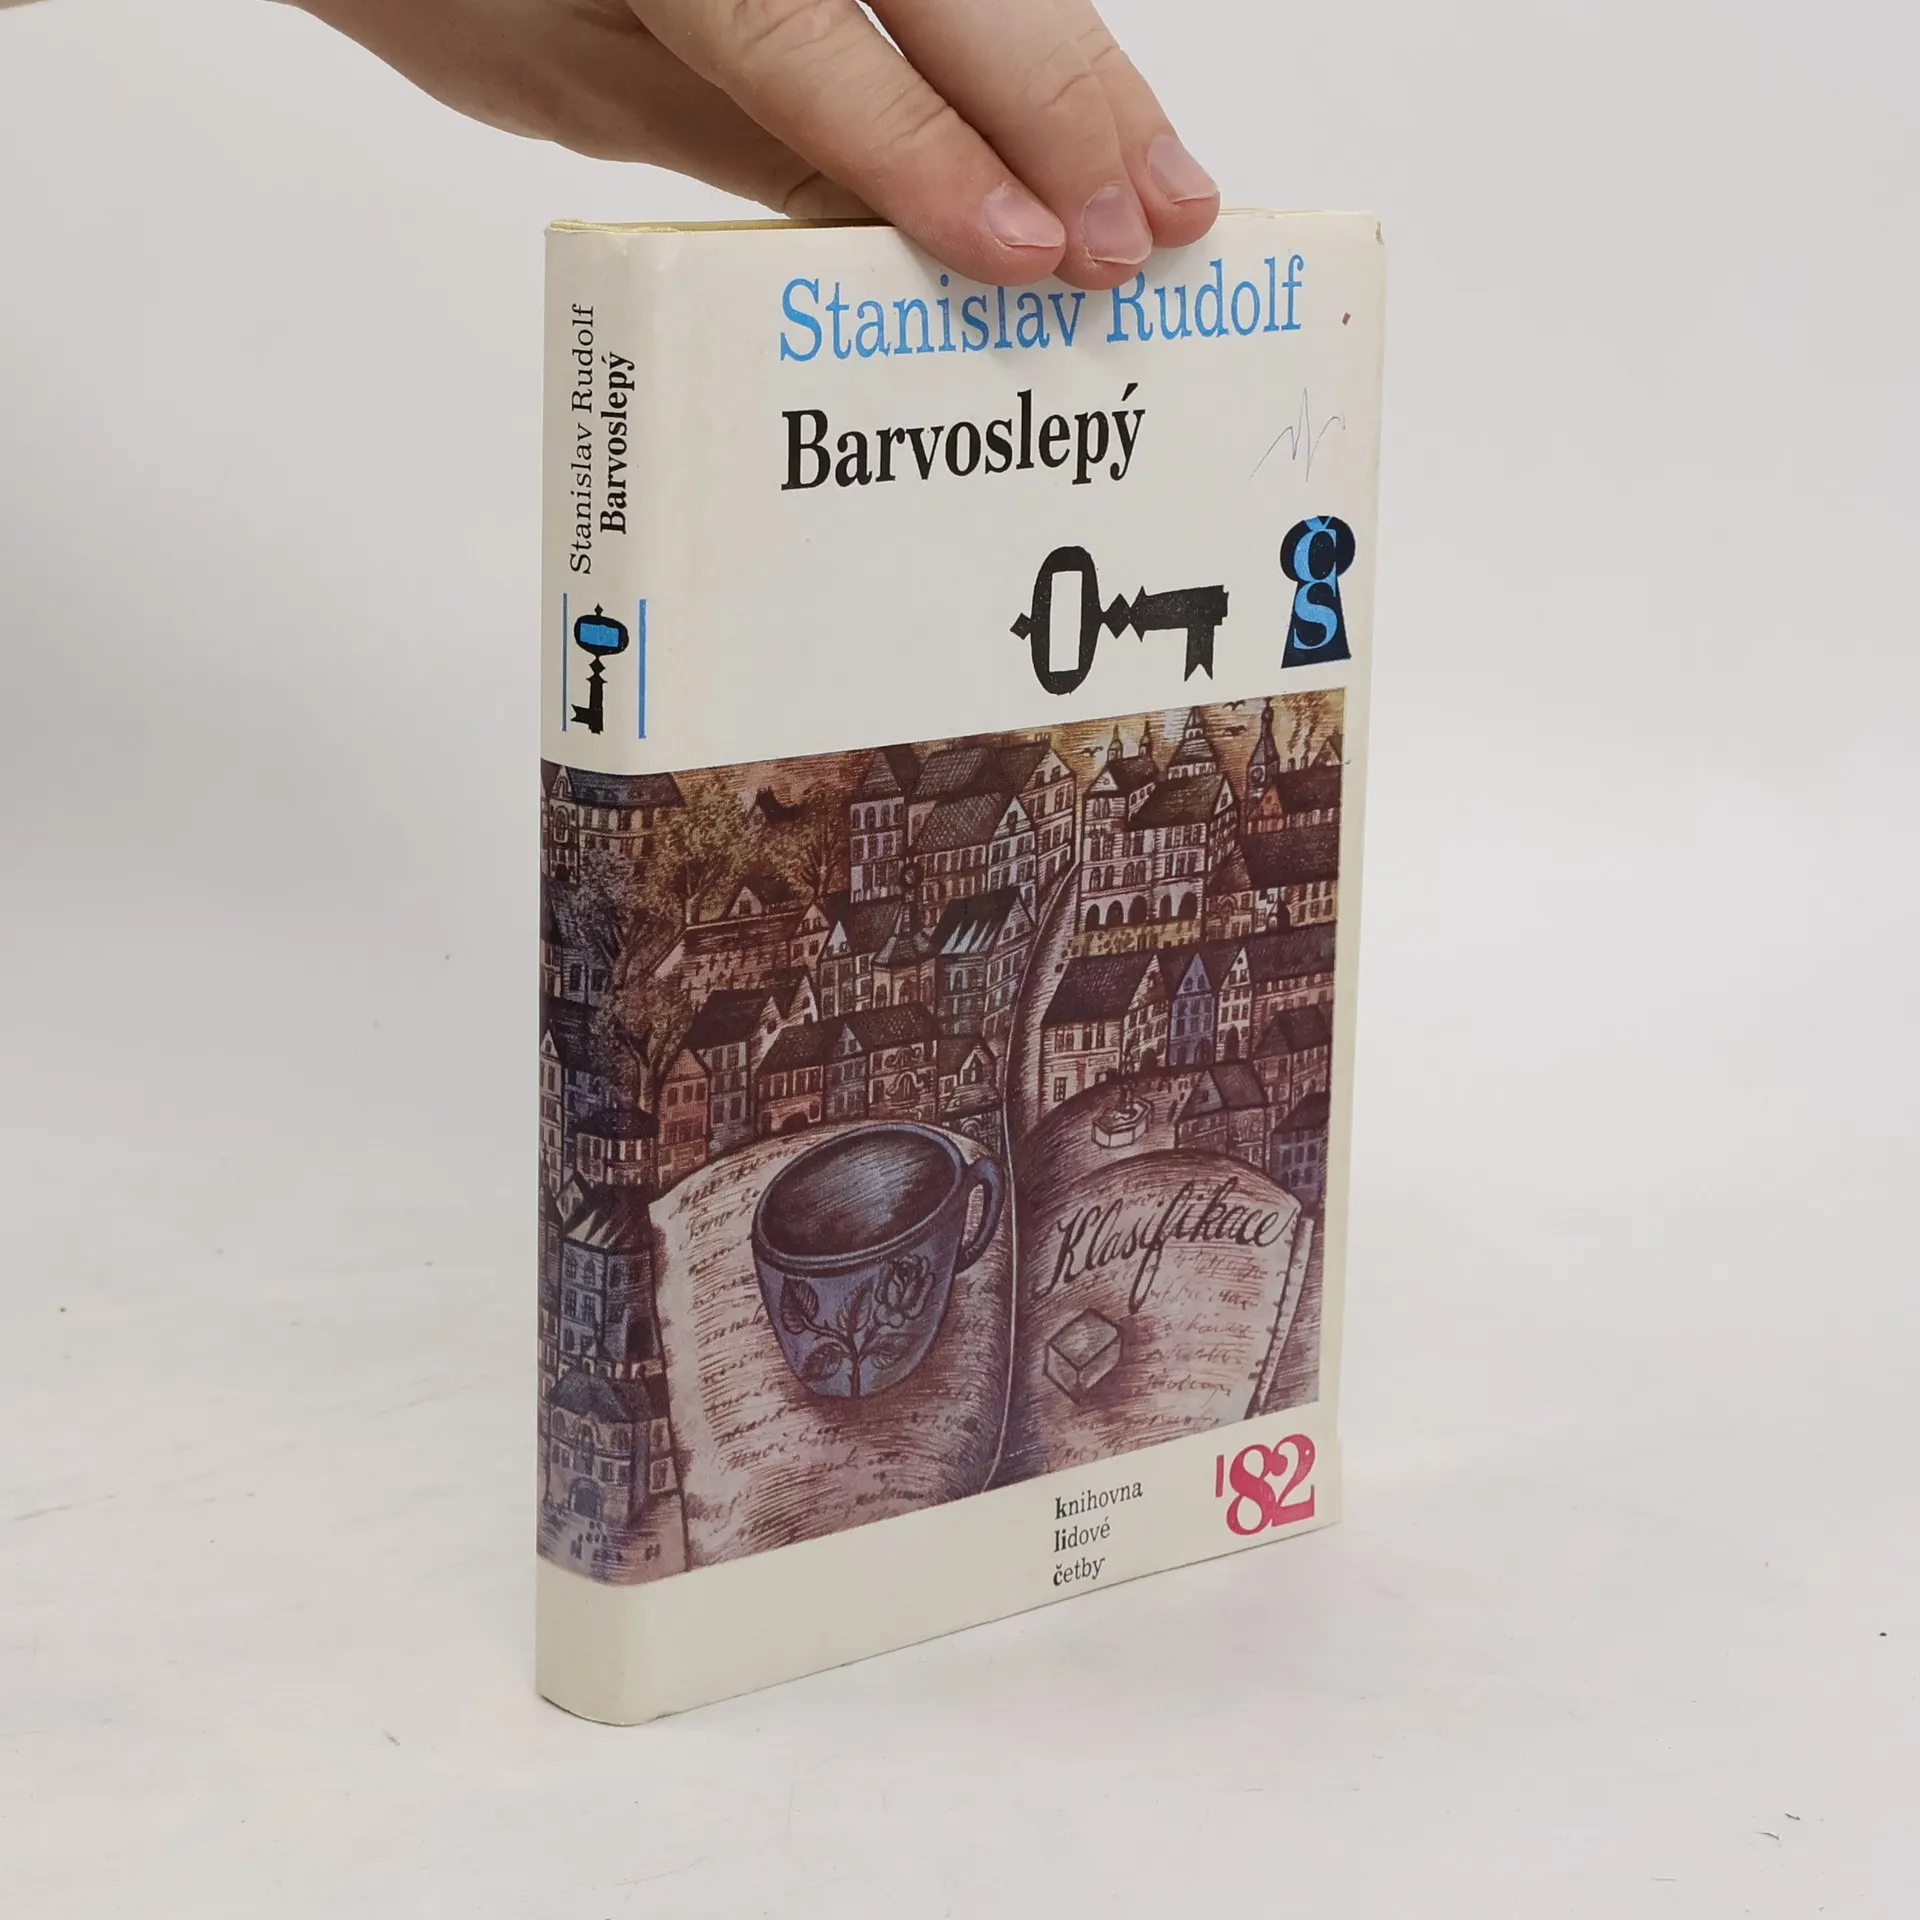 Stanislav Rudolf
Barvoslepý
Stanislav Rudolf
Barvoslepý
ČS
Klasifikace
knihovna
lidové
četby
'82